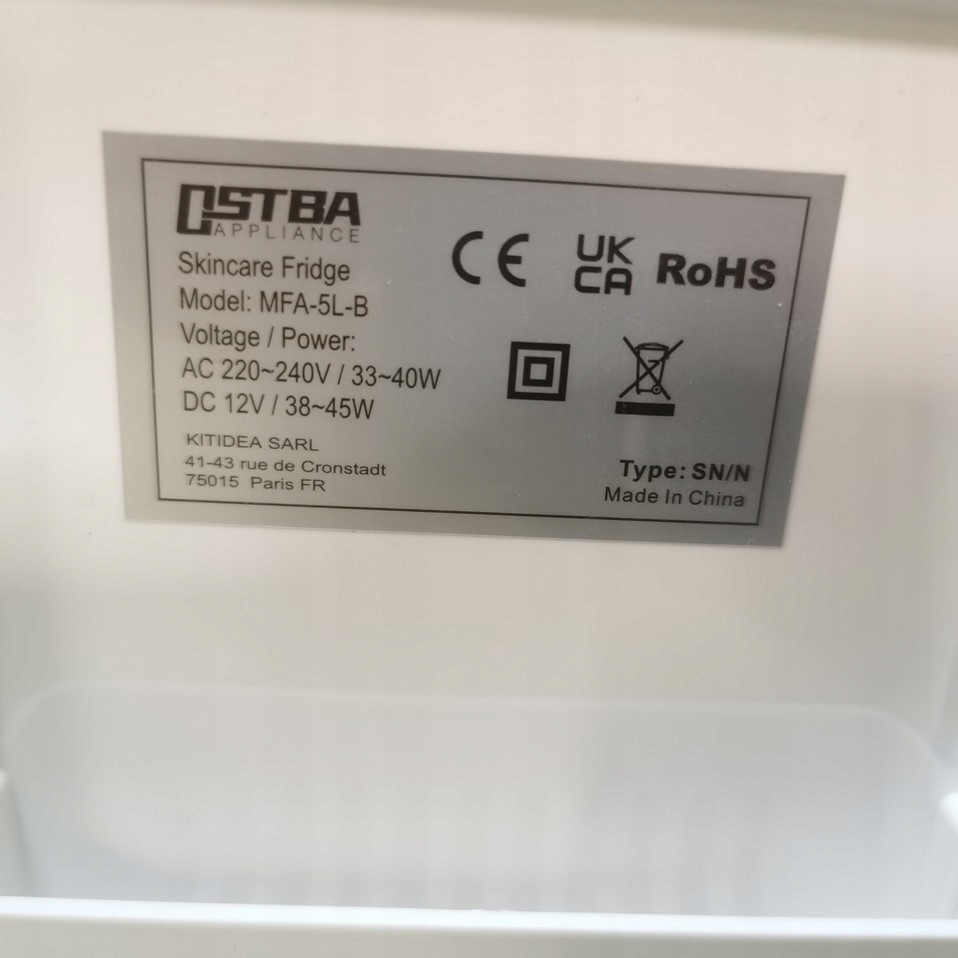 OSTBA
APPLIANCE
Skincare Fridge
Model: MFA-5L-B
Voltage / Power:
AC 220~240V / 33~40W
DC 12V / 38~45W
KITIDEA SARL
41-43 rue de Cronstadt
75015 Paris FR
CE
UK
CA
RoHS
Type: SN/N
Made In China